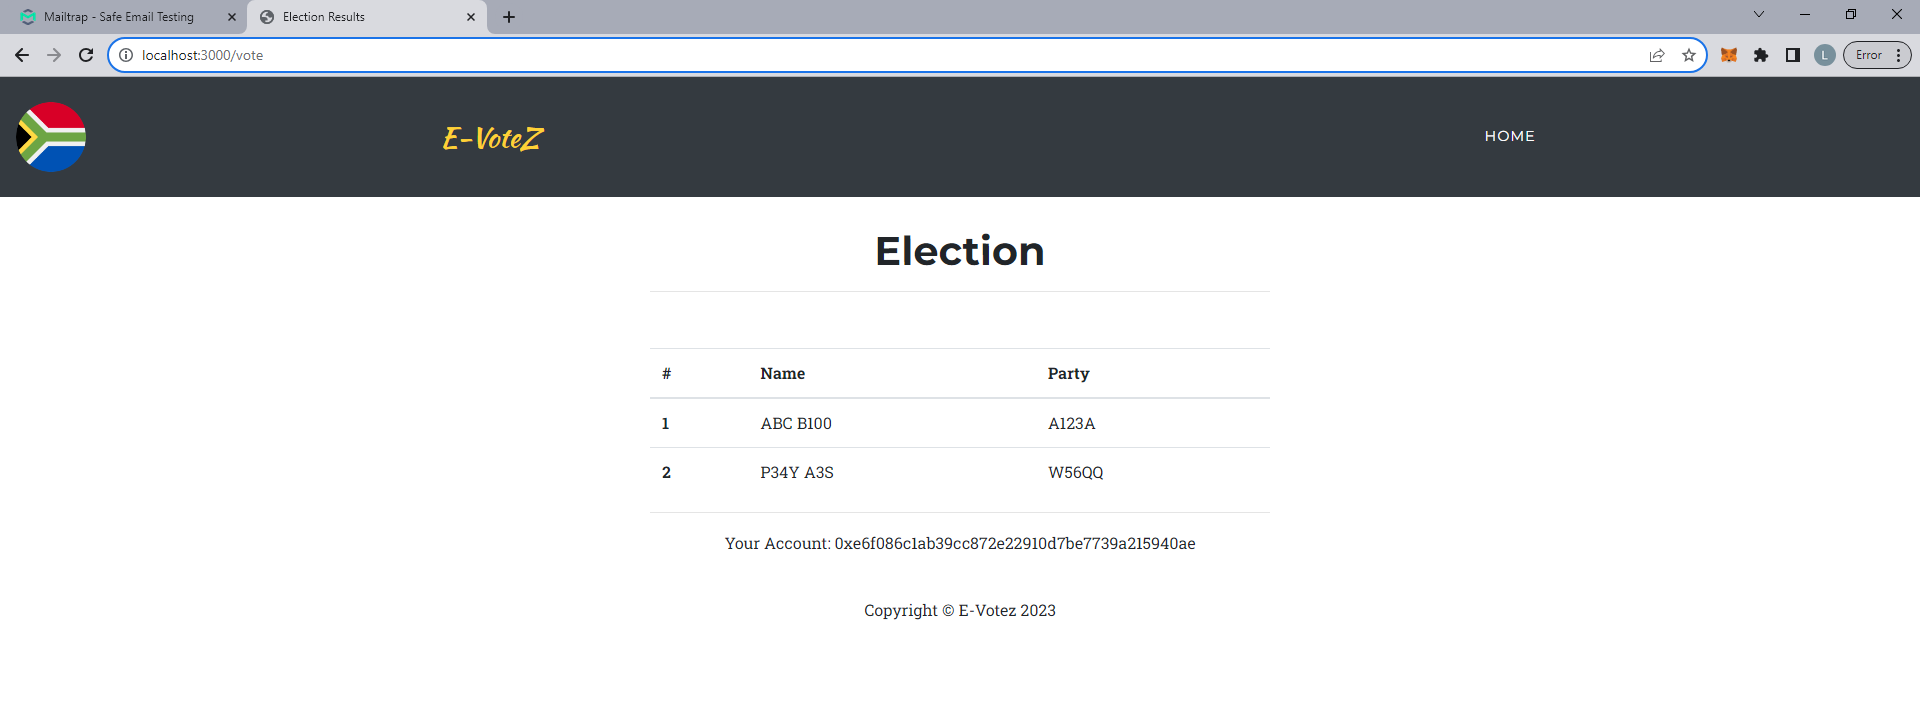 Mailtrap - Safe Email Testing
Election Results
localhost:3000/vote
L
Error
E-VoteZ
HOME
Election
# Name Party
1 ABC B100 A123A
2 P34Y A3S W56QQ
Your Account: 0xe6f086c1ab39cc872e22910d7be7739a215940ae
Copyright © E-Votez 2023